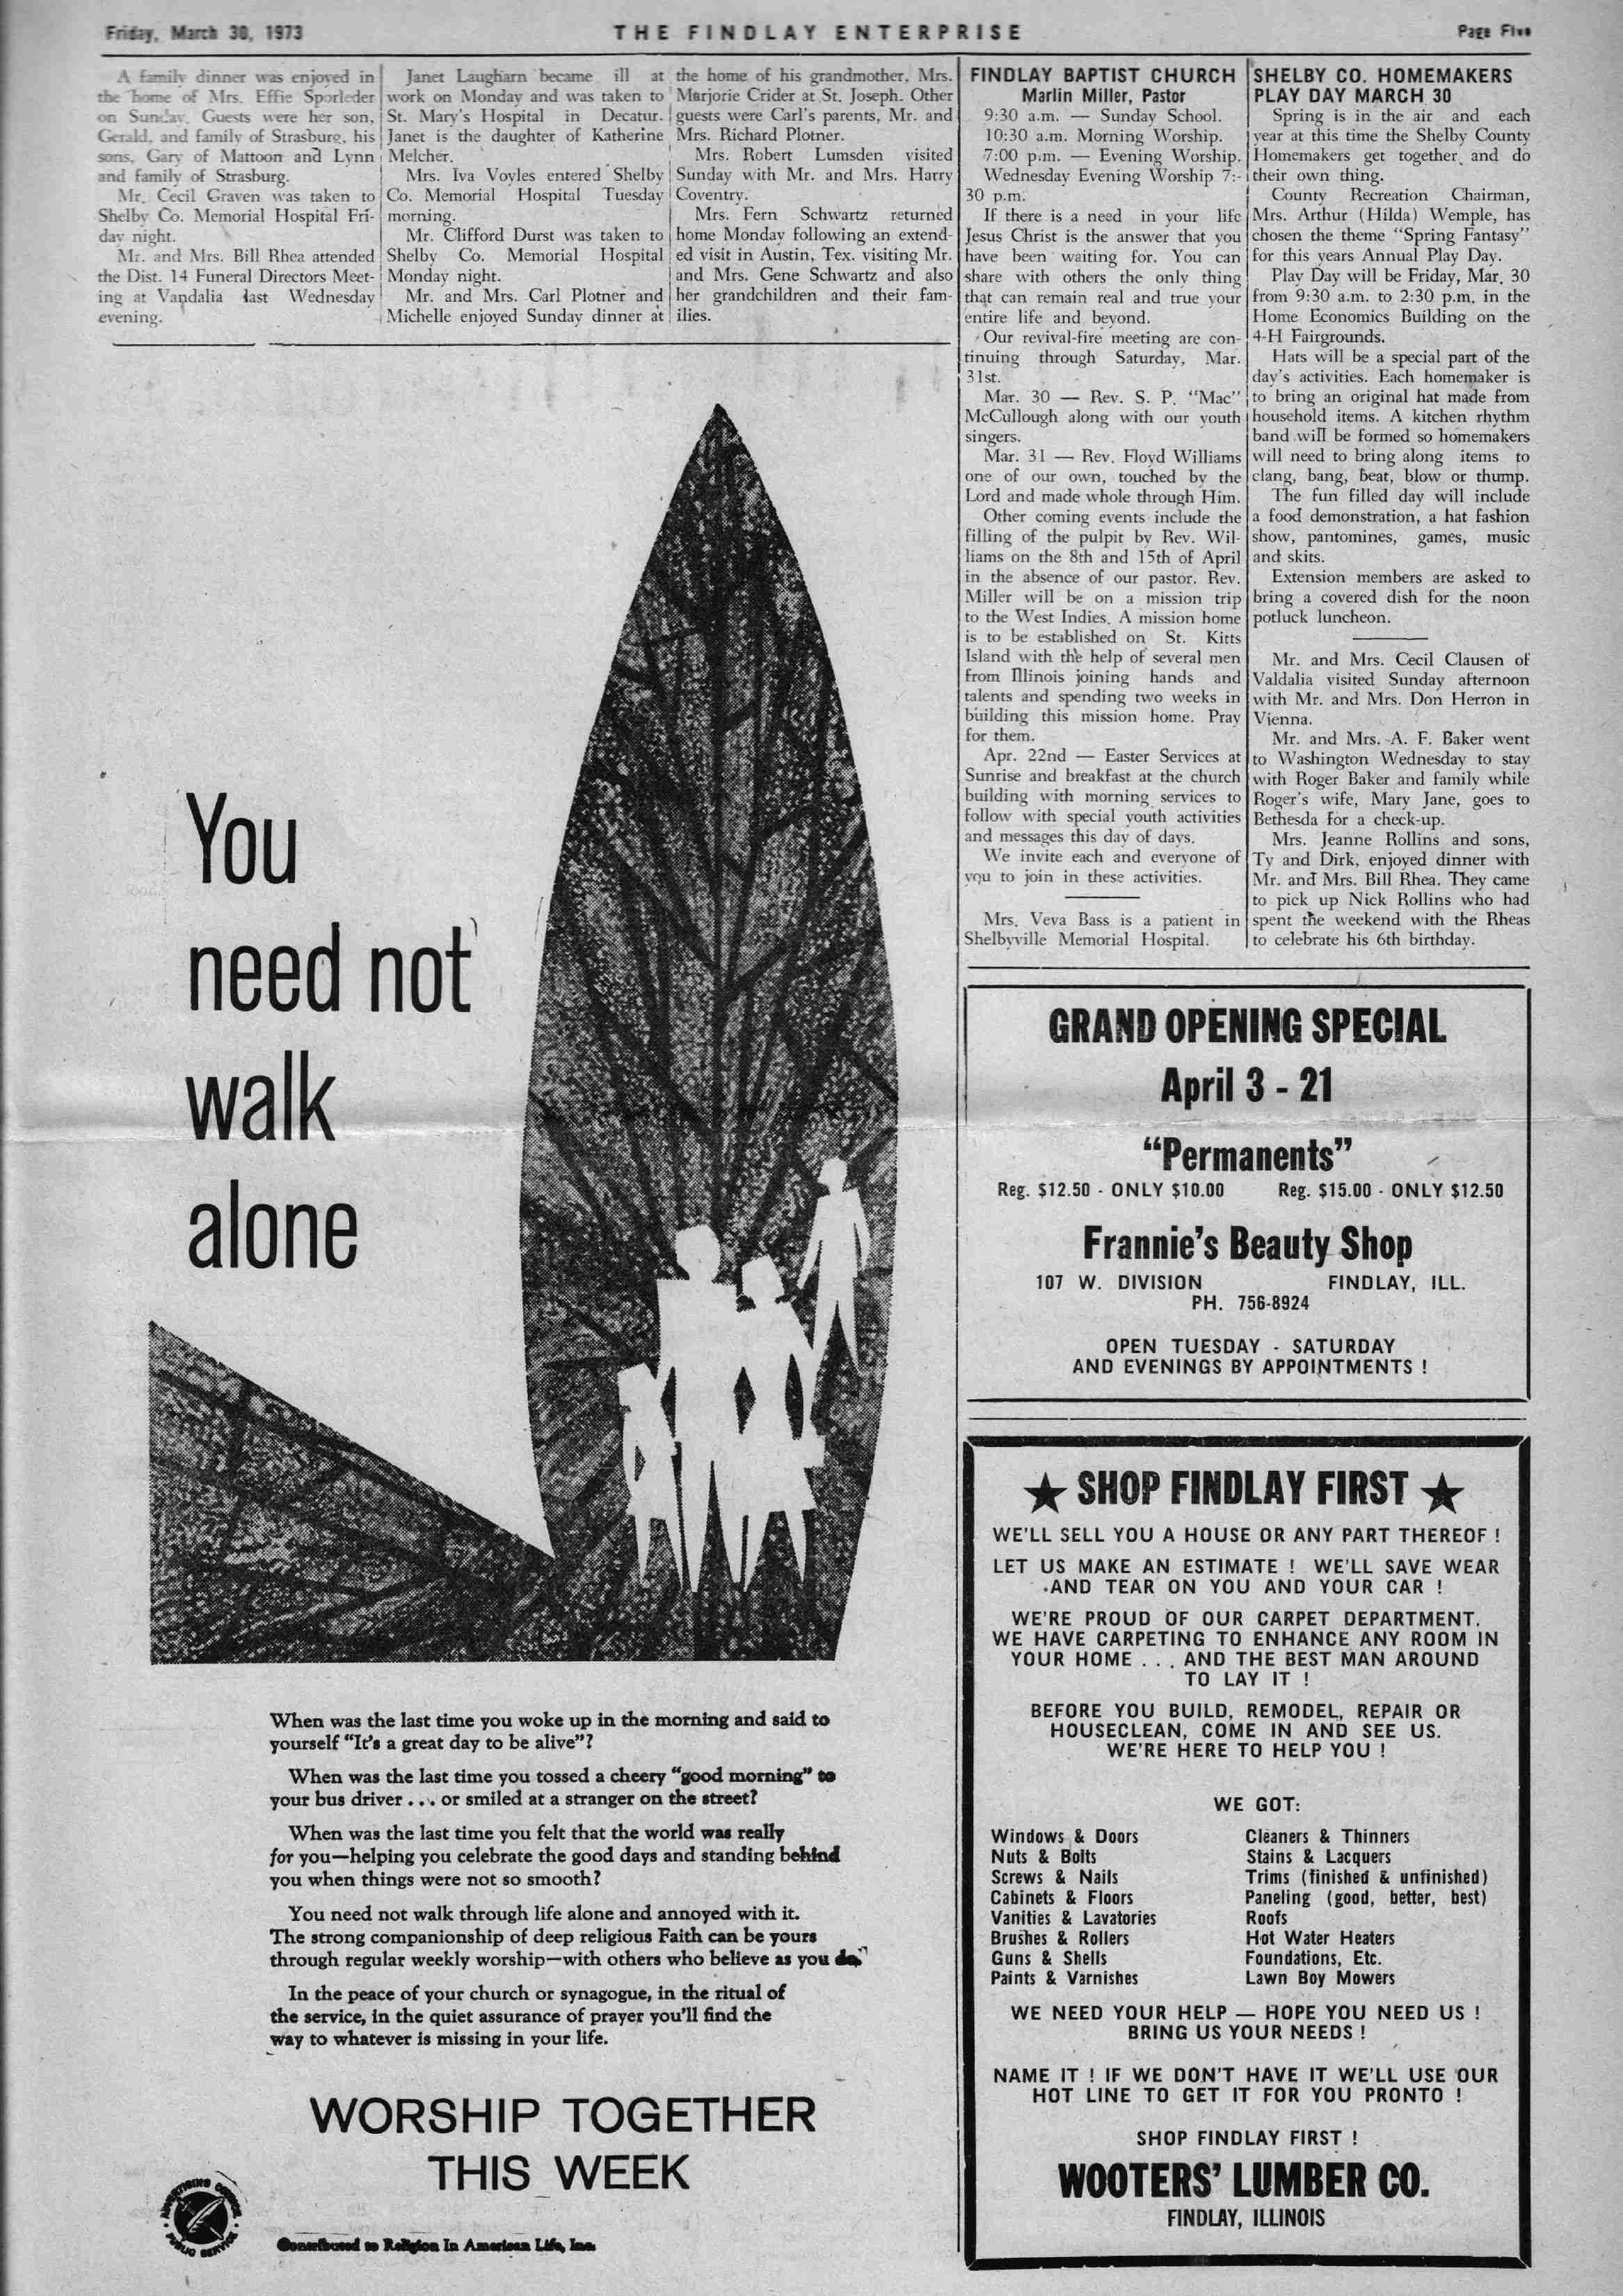 Friday, March 30, 1973
THE FINDLAY ENTERPRISE
Page Five
A family dinner was enjoyed in
the home of Mrs. Effie Sporleder
on Sunday. Guests were her son,
Gerald, and family of Strasburg, his
sons, Gary of Mattoon and Lynn
and family of Strasburg.
Mr. Cecil Graven was taken to
Shelby Co. Memorial Hospital Fri-
day night.
Mr. and Mrs. Bill Rhea attended
the Dist. 14 Funeral Directors Meet-
ing at Vandalia last Wednesday
evening.
Janet Laugharn became ill at
work on Monday and was taken to
St. Mary's Hospital in Decatur.
Janet is the daughter of Katherine
Melcher.
Mrs. Iva Voyles entered Shelby
Co. Memorial Hospital Tuesday
morning.
Mr. Clifford Durst was taken to
Shelby Co. Memorial Hospital
Monday night.
Mr. and Mrs. Carl Plotner and
Michelle enjoyed Sunday dinner at
the home of his grandmother, Mrs.
Marjorie Crider at St. Joseph. Other
guests were Carl's parents, Mr. and
Mrs. Richard Plotner.
Mrs. Robert Lumsden visited
Sunday with Mr. and Mrs. Harry
Coventry.
Mrs. Fern Schwartz returned
home Monday following an extend-
ed visit in Austin, Tex. visiting Mr.
and Mrs. Gene Schwartz and also
her grandchildren and their fam-
ilies.
You
need not
walk
alone
When was the last time you woke up in the morning and said to
yourself "It's a great day to be alive"?
When was the last time you tossed a cheery "good morning" to
your bus driver . . . or smiled at a stranger on the street?
When was the last time you felt that the world was really
for you—helping you celebrate the good days and standing behind
you when things were not so smooth?
You need not walk through life alone and annoyed with it.
The strong companionship of deep religious Faith can be yours
through regular weekly worship—with others who believe as you do.
In the peace of your church or synagogue, in the ritual of
the service, in the quiet assurance of prayer you'll find the
way to whatever is missing in your life.
WORSHIP TOGETHER
THIS WEEK
ADVERTISING COUNCIL
PUBLIC SERVICE
Contributed to Religion In American Life, Inc.
FINDLAY BAPTIST CHURCH
Marlin Miller, Pastor
9:30 a.m. — Sunday School.
10:30 a.m. Morning Worship.
7:00 p.m. — Evening Worship.
Wednesday Evening Worship 7:-
30 p.m.
If there is a need in your life
Jesus Christ is the answer that you
have been waiting for. You can
share with others the only thing
that can remain real and true your
entire life and beyond.
Our revival-fire meeting are con-
tinuing through Saturday, Mar.
31st.
Mar. 30 — Rev. S. P. "Mac"
McCullough along with our youth
singers.
Mar. 31 — Rev. Floyd Williams
one of our own, touched by the
Lord and made whole through Him.
Other coming events include the
filling of the pulpit by Rev. Wil-
liams on the 8th and 15th of April
in the absence of our pastor. Rev.
Miller will be on a mission trip
to the West Indies. A mission home
is to be established on St. Kitts
Island with the help of several men
from Illinois joining hands and
talents and spending two weeks in
building this mission home. Pray
for them.
Apr. 22nd — Easter Services at
Sunrise and breakfast at the church
building with morning services to
follow with special youth activities
and messages this day of days.
We invite each and everyone of
you to join in these activities.
Mrs. Veva Bass is a patient in
Shelbyville Memorial Hospital.
SHELBY CO. HOMEMAKERS
PLAY DAY MARCH 30
Spring is in the air and each
year at this time the Shelby County
Homemakers get together and do
their own thing.
County Recreation Chairman,
Mrs. Arthur (Hilda) Wemple, has
chosen the theme "Spring Fantasy"
for this years Annual Play Day.
Play Day will be Friday, Mar. 30
from 9:30 a.m. to 2:30 p.m. in the
Home Economics Building on the
4-H Fairgrounds.
Hats will be a special part of the
day's activities. Each homemaker is
to bring an original hat made from
household items. A kitchen rhythm
band will be formed so homemakers
will need to bring along items to
clang, bang, beat, blow or thump.
The fun filled day will include
a food demonstration, a hat fashion
show, pantomines, games, music
and skits.
Extension members are asked to
bring a covered dish for the noon
potluck luncheon.
Mr. and Mrs. Cecil Clausen of
Valdalia visited Sunday afternoon
with Mr. and Mrs. Don Herron in
Vienna.
Mr. and Mrs. A. F. Baker went
to Washington Wednesday to stay
with Roger Baker and family while
Roger's wife, Mary Jane, goes to
Bethesda for a check-up.
Mrs. Jeanne Rollins and sons,
Ty and Dirk, enjoyed dinner with
Mr. and Mrs. Bill Rhea. They came
to pick up Nick Rollins who had
spent the weekend with the Rheas
to celebrate his 6th birthday.
GRAND OPENING SPECIAL
April 3 - 21
"Permanents"
Reg. $12.50 - ONLY $10.00 Reg. $15.00 - ONLY $12.50
Frannie's Beauty Shop
107 W. DIVISION FINDLAY, ILL.
PH. 756-8924
OPEN TUESDAY - SATURDAY
AND EVENINGS BY APPOINTMENTS !
★ SHOP FINDLAY FIRST ★
WE'LL SELL YOU A HOUSE OR ANY PART THEREOF !
LET US MAKE AN ESTIMATE ! WE'LL SAVE WEAR
AND TEAR ON YOU AND YOUR CAR !
WE'RE PROUD OF OUR CARPET DEPARTMENT.
WE HAVE CARPETING TO ENHANCE ANY ROOM IN
YOUR HOME . . . AND THE BEST MAN AROUND
TO LAY IT !
BEFORE YOU BUILD, REMODEL, REPAIR OR
HOUSECLEAN, COME IN AND SEE US.
WE'RE HERE TO HELP YOU !
WE GOT:
Windows & Doors
Nuts & Bolts
Screws & Nails
Cabinets & Floors
Vanities & Lavatories
Brushes & Rollers
Guns & Shells
Paints & Varnishes
Cleaners & Thinners
Stains & Lacquers
Trims (finished & unfinished)
Paneling (good, better, best)
Roofs
Hot Water Heaters
Foundations, Etc.
Lawn Boy Mowers
WE NEED YOUR HELP — HOPE YOU NEED US !
BRING US YOUR NEEDS !
NAME IT ! IF WE DON'T HAVE IT WE'LL USE OUR
HOT LINE TO GET IT FOR YOU PRONTO !
SHOP FINDLAY FIRST !
WOOTERS' LUMBER CO.
FINDLAY, ILLINOIS